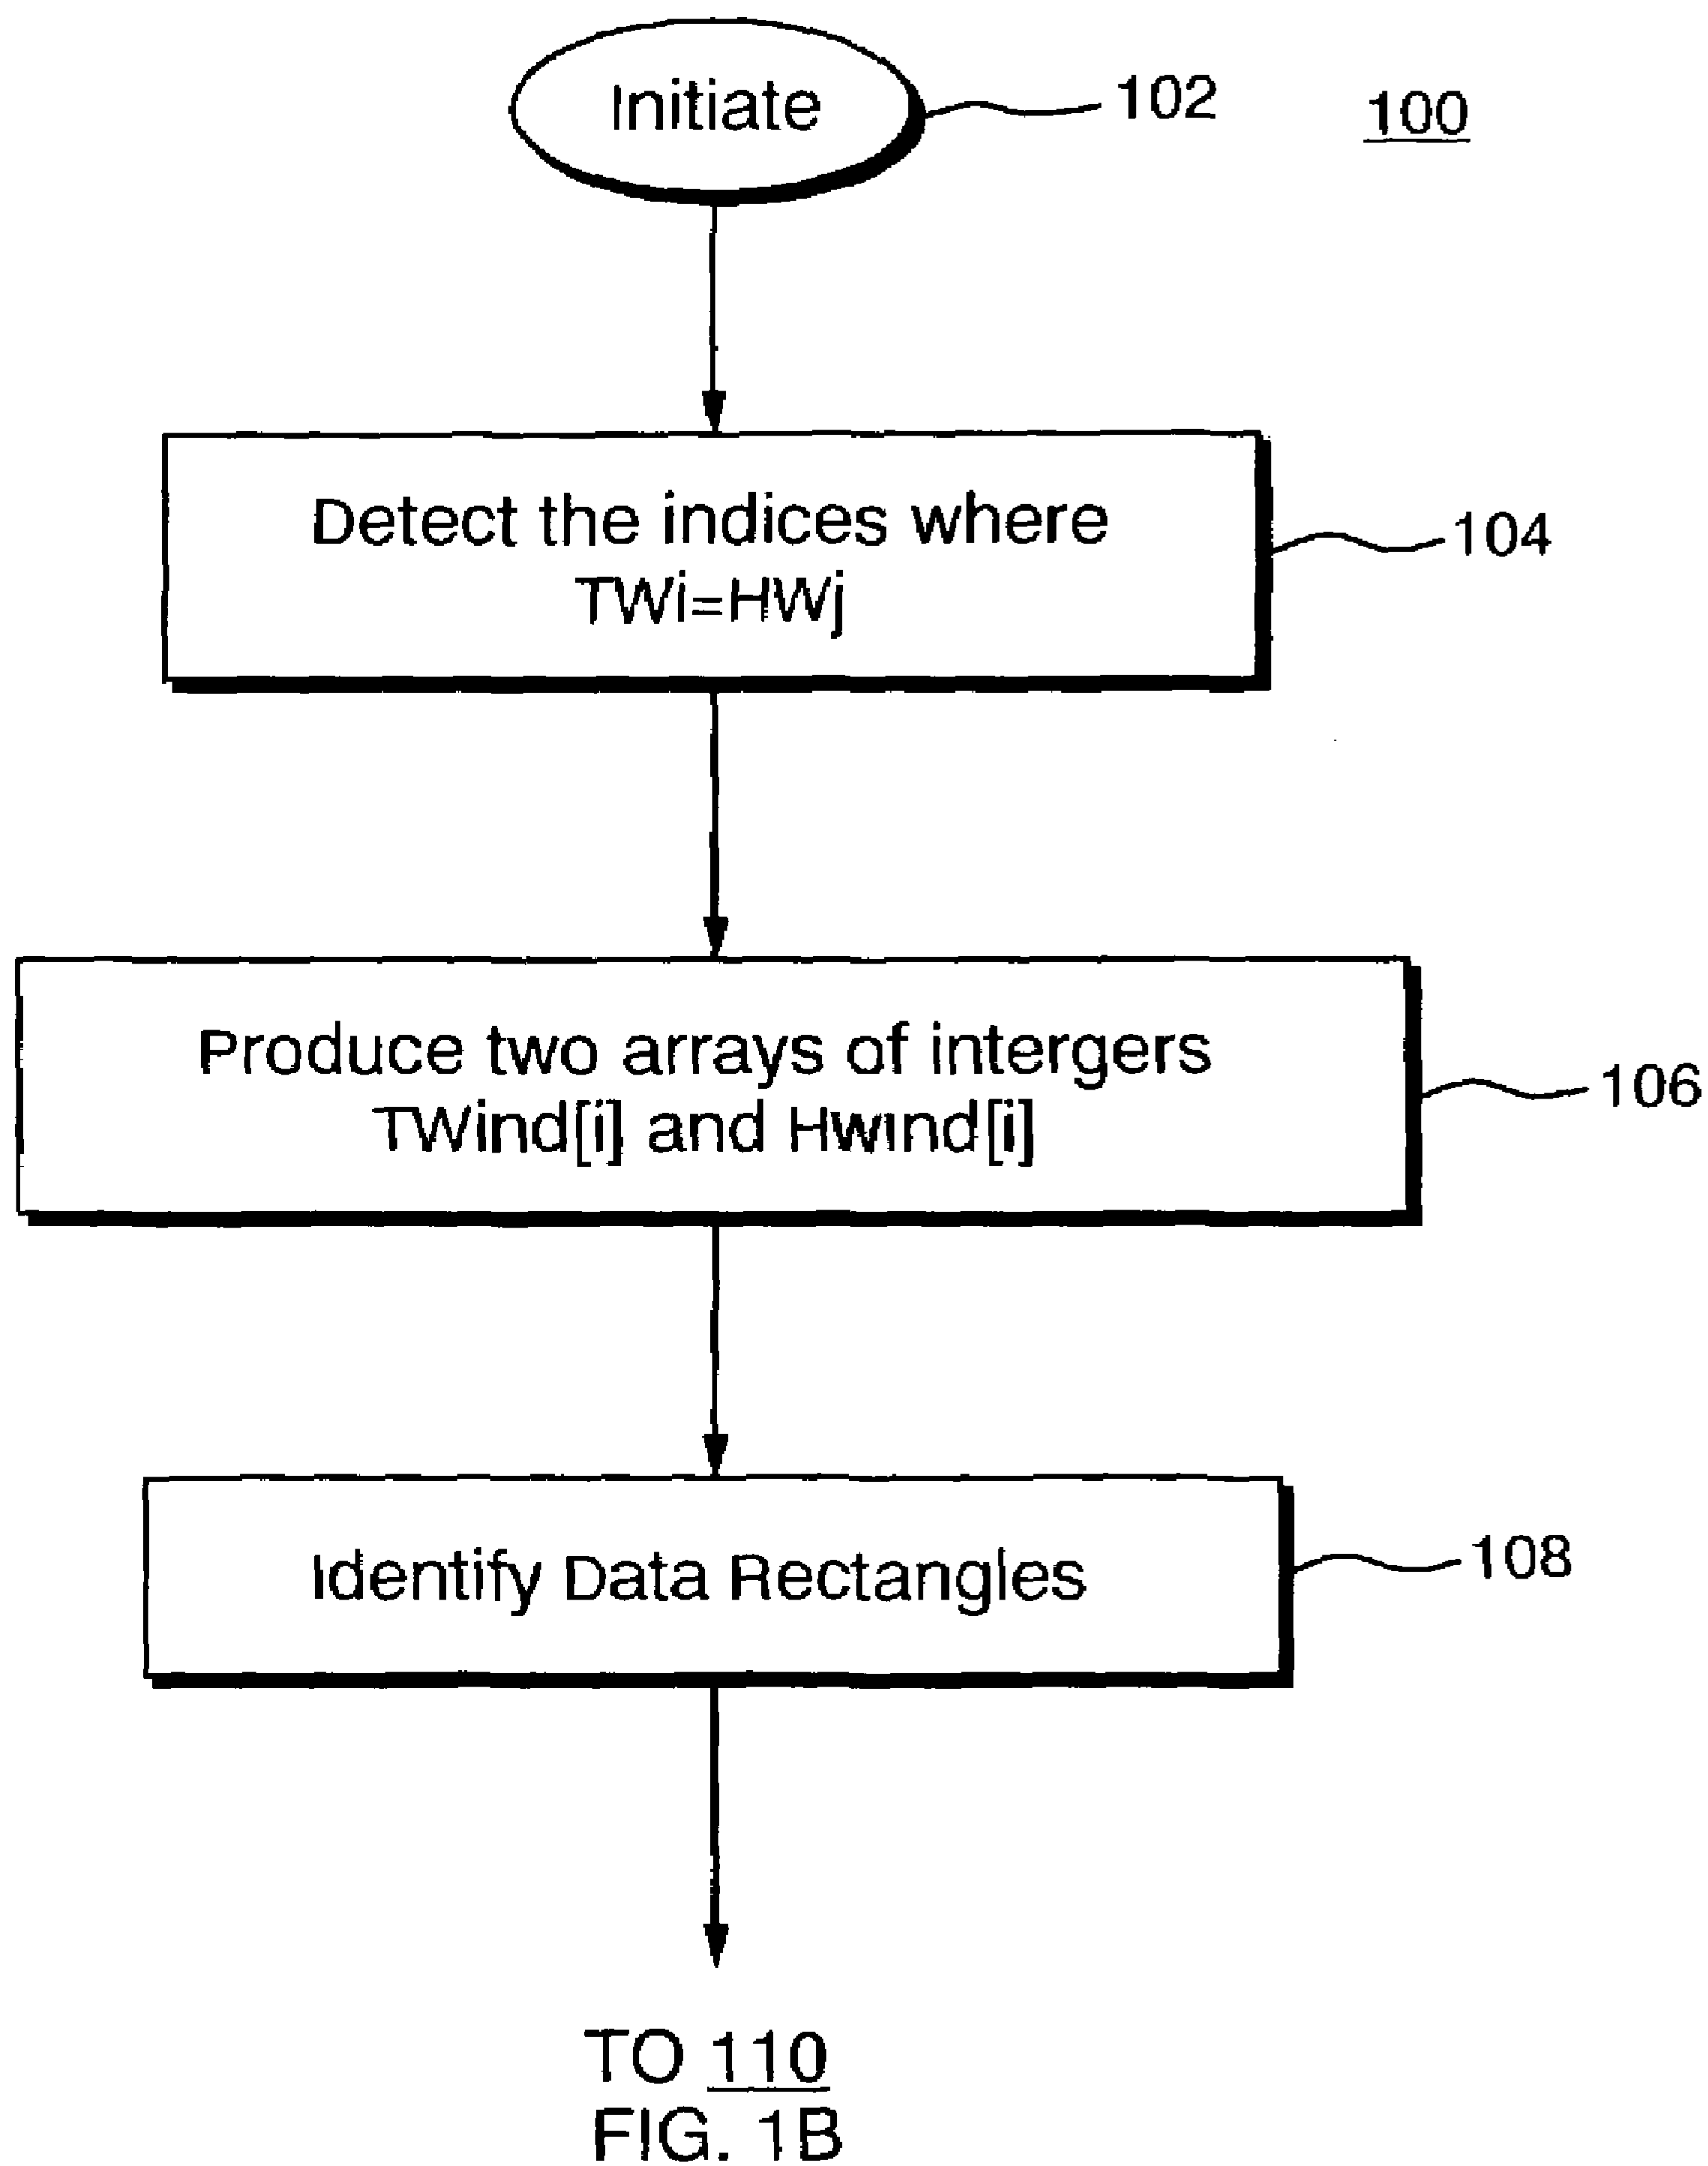 Initiate
102
100
Detect the indices where
TWi=HWj
104
Produce two arrays of intergers
TWind[i] and Hwind[i]
106
Identify Data Rectangles
108
TO 110
FIG. 1B